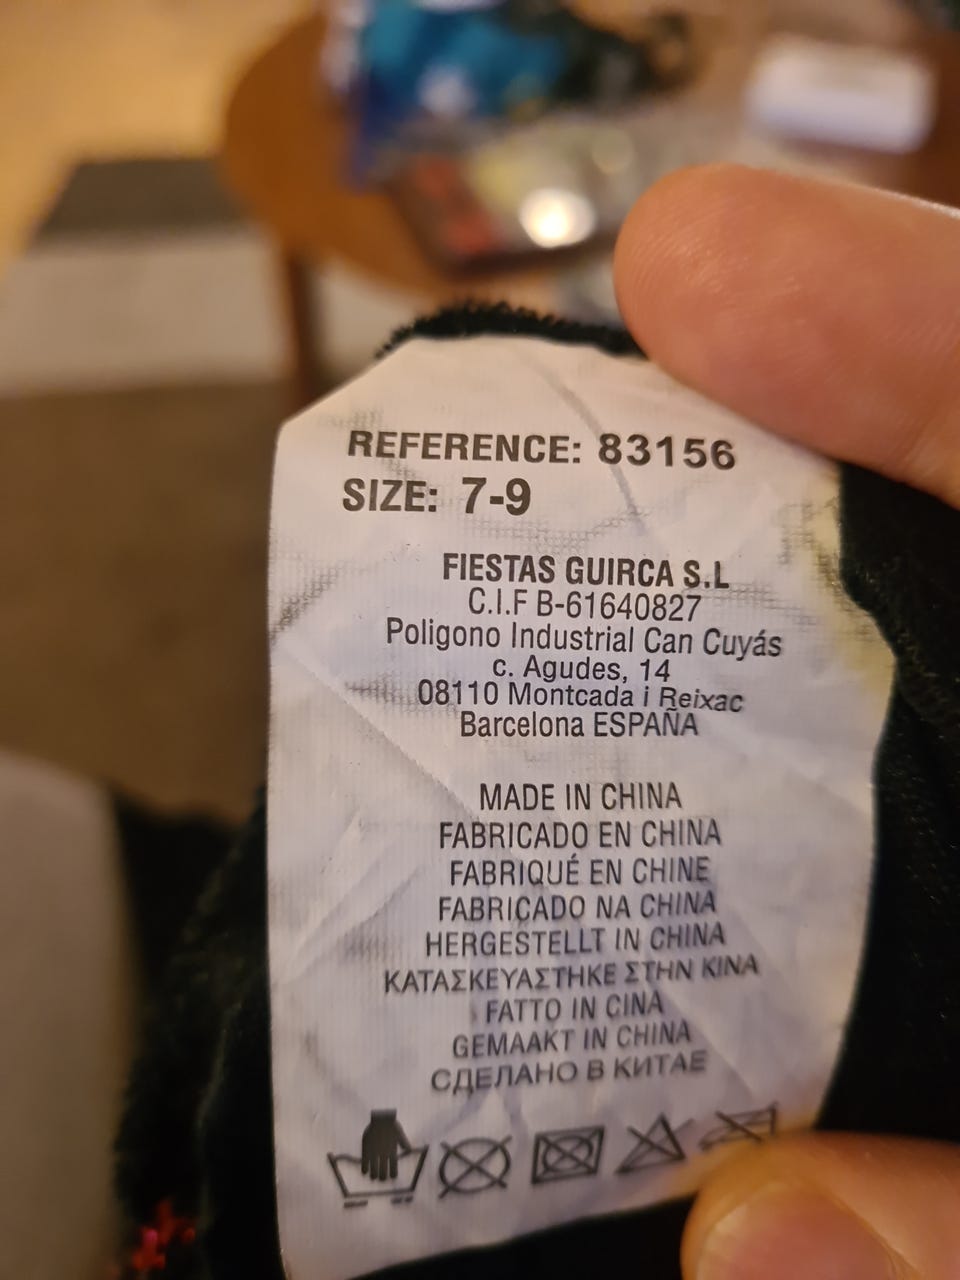 REFERENCE: 83156
SIZE: 7-9
FIESTAS GUIRCA S.L
C.I.F B-61640827
Poligono Industrial Can Cuyás
c. Agudes, 14
08110 Montcada i Reixac
Barcelona ESPAÑA
MADE IN CHINA
FABRICADO EN CHINA
FABRIQUÉ EN CHINE
FABRICADO NA CHINA
HERGESTELLT IN CHINA
ΚΑΤΑΣΚΕΥΑΣΤΗΚΕ ΣΤΗΝ ΚΙΝΑ
FATTO IN CINA
GEMAAKT IN CHINA
СДЕЛАНО В КИТАЕ